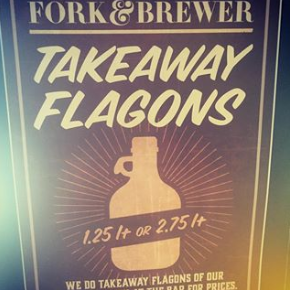 FORK & BREWER
TAKEAWAY
FLAGONS
1.25 lt OR 2.75 lt
WE DO TAKEAWAY FLAGONS OF OUR
THE BAR FOR PRICES.